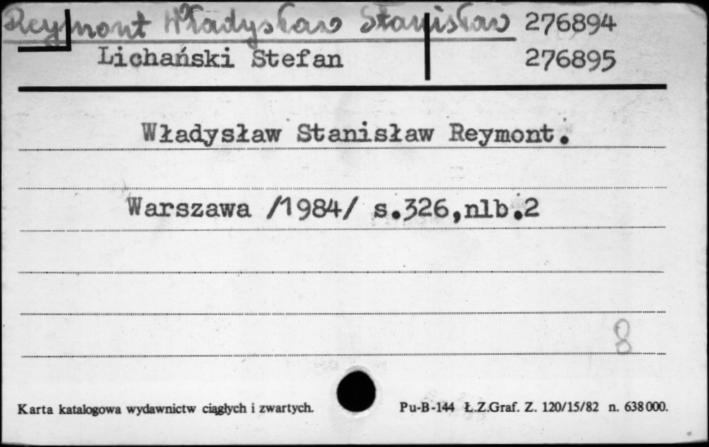 Reymont Władysław Stanisław 276894
Lichański Stefan 276895
Władysław Stanisław Reymont.
Warszawa /1984/ s.326,nlb.2
8
Karta katalogowa wydawnictw ciągłych i zwartych. Pu-B-144 Ł.Z.Graf. Z. 120/15/82 n. 638000.